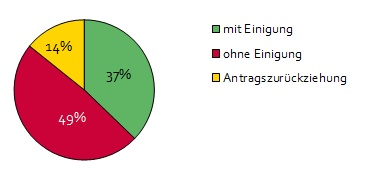 14%
37%
49%
mit Einigung
ohne Einigung
Antragszurückziehung